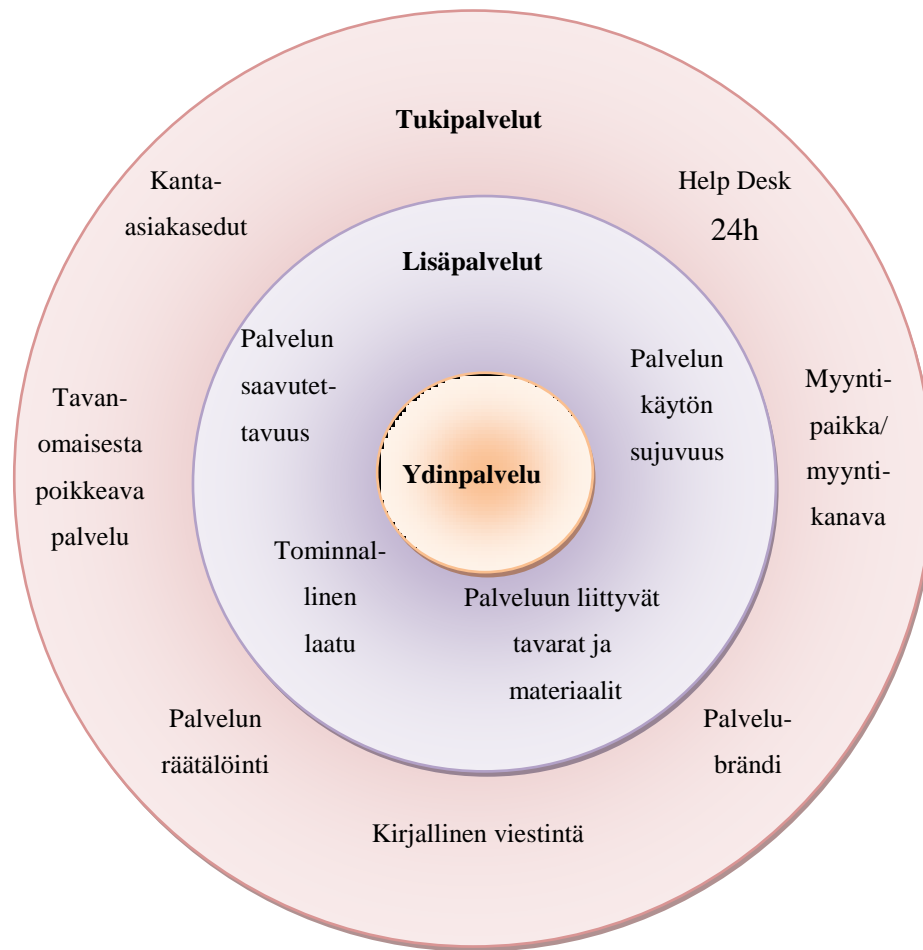 Tukipalvelut
Kanta-
asiakasedut
Help Desk
24h
Lisäpalvelut
Palvelun
saavutet-
tavuus
Palvelun
käytön
sujuvuus
Tavan-
omaisesta
poikkeava
palvelu
Myynti-
paikka/
myynti-
kanava
Ydinpalvelu
Tominnal-
linen
laatu
Palveluun liittyvät
tavarat ja
materiaalit
Palvelun
räätälöinti
Palvelu-
brändi
Kirjallinen viestintä